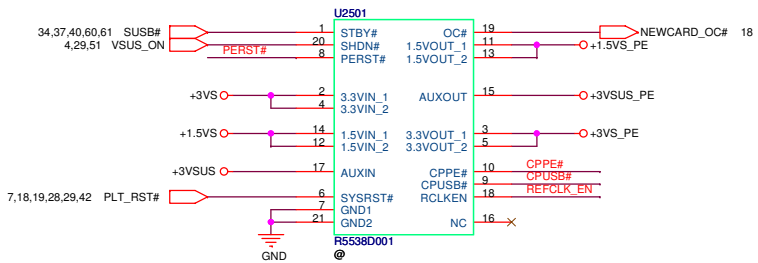 U2501
34,37,40,60,61 SUSB# 1 STBY# OC# 19 NEWCARD_OC# 18
4,29,51 VSUS_ON 20 SHDN# 1.5VOUT_1 11 +1.5VS_PE
PERST# 8 PERST# 1.5VOUT_2 13
+3VS 2 3.3VIN_1 AUXOUT 15 +3VSUS_PE
4 3.3VIN_2
+1.5VS 14 1.5VIN_1 3.3VOUT_1 3 +3VS_PE
12 1.5VIN_2 3.3VOUT_2 5
+3VSUS 17 AUXIN CPPE# 10 CPPE#
CPUSB# 9 CPUSB#
7,18,19,28,29,42 PLT_RST# 6 SYSRST# RCLKEN 18 REFCLK_EN
7 GND1
21 GND2 NC 16
R5538D001
GND @